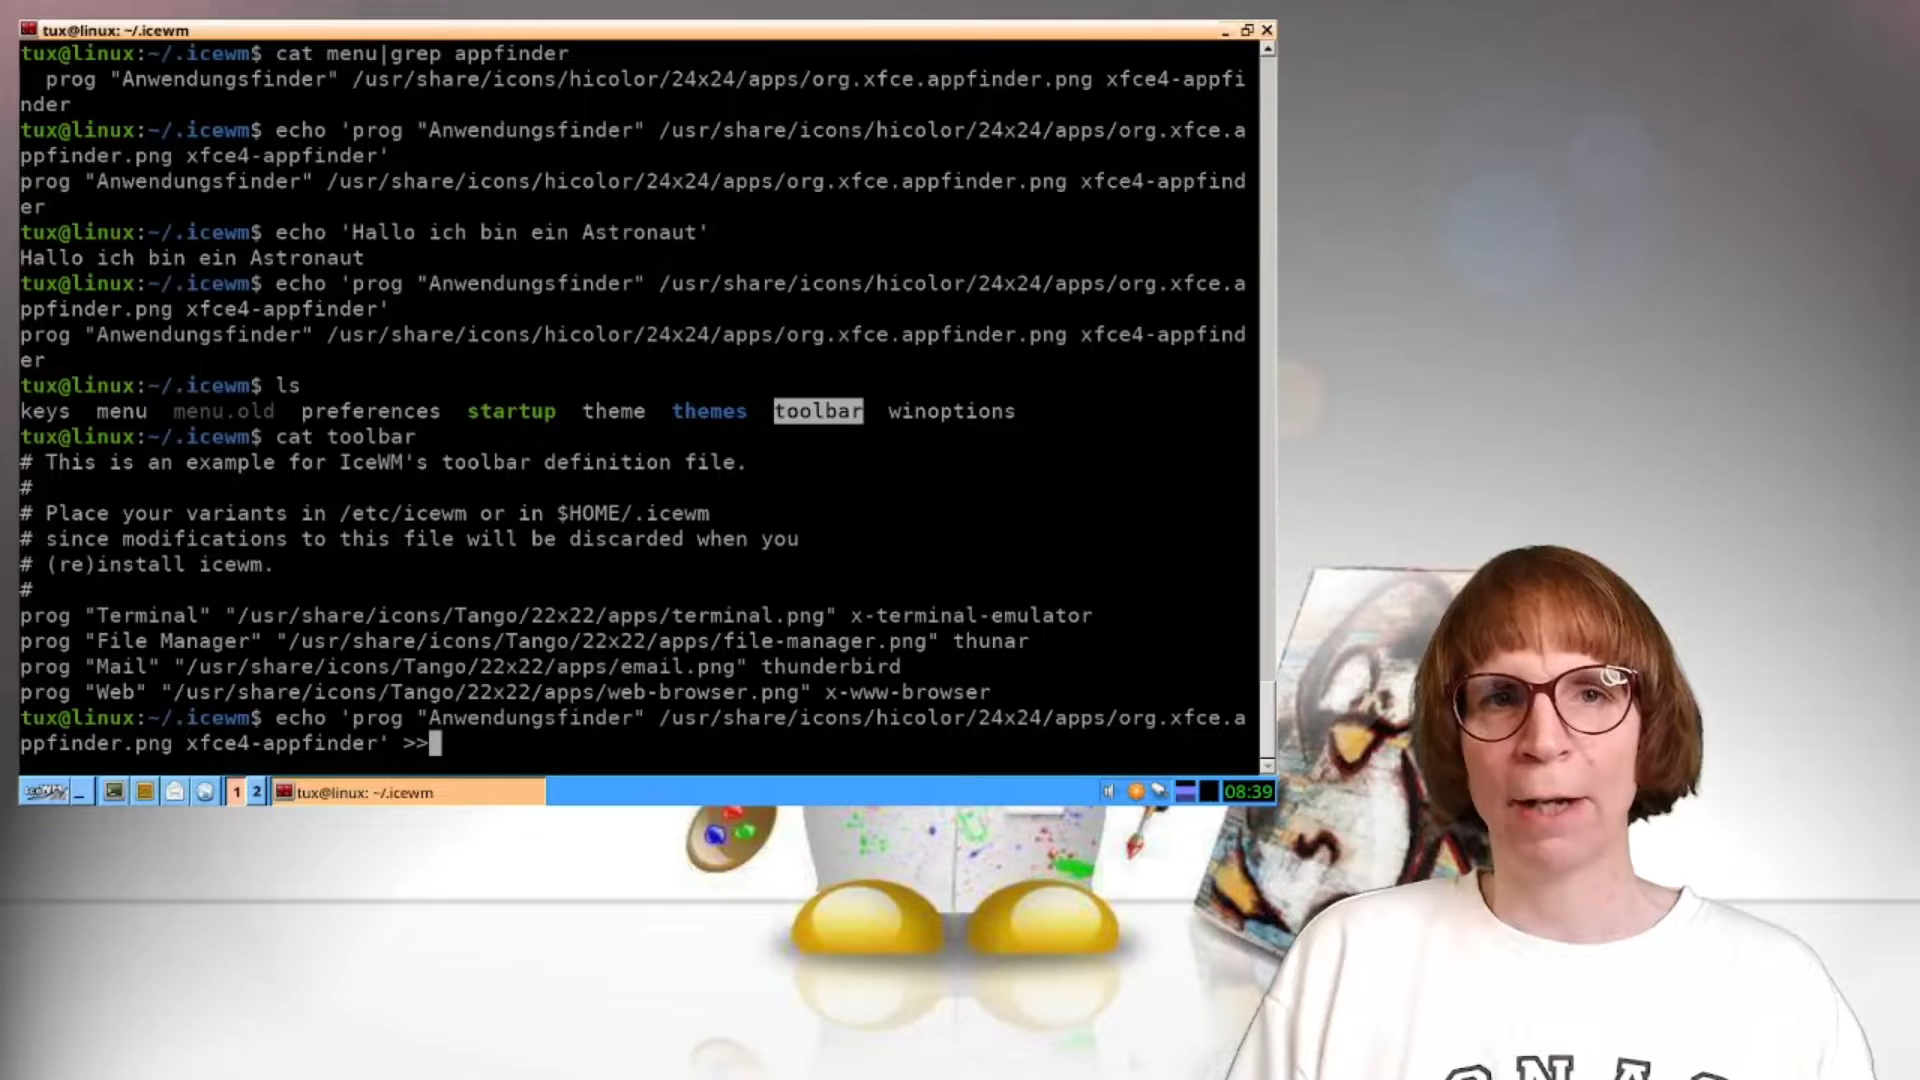 tux@linux: ~/.icewm
tux@linux:~/.icewm$ cat menu|grep appfinder
prog "Anwendungsfinder" /usr/share/icons/hicolor/24x24/apps/org.xfce.appfinder.png xfce4-appfi
nder
tux@linux:~/.icewm$ echo 'prog "Anwendungsfinder" /usr/share/icons/hicolor/24x24/apps/org.xfce.a
ppfinder.png xfce4-appfinder'
prog "Anwendungsfinder" /usr/share/icons/hicolor/24x24/apps/org.xfce.appfinder.png xfce4-appfind
er
tux@linux:~/.icewm$ echo 'Hallo ich bin ein Astronaut'
Hallo ich bin ein Astronaut
tux@linux:~/.icewm$ echo 'prog "Anwendungsfinder" /usr/share/icons/hicolor/24x24/apps/org.xfce.a
ppfinder.png xfce4-appfinder'
prog "Anwendungsfinder" /usr/share/icons/hicolor/24x24/apps/org.xfce.appfinder.png xfce4-appfind
er
tux@linux:~/.icewm$ ls
keys menu menu.old preferences startup theme themes toolbar winoptions
tux@linux:~/.icewm$ cat toolbar
# This is an example for IceWM's toolbar definition file.
#
# Place your variants in /etc/icewm or in $HOME/.icewm
# since modifications to this file will be discarded when you
# (re)install icewm.
#
prog "Terminal" "/usr/share/icons/Tango/22x22/apps/terminal.png" x-terminal-emulator
prog "File Manager" "/usr/share/icons/Tango/22x22/apps/file-manager.png" thunar
prog "Mail" "/usr/share/icons/Tango/22x22/apps/email.png" thunderbird
prog "Web" "/usr/share/icons/Tango/22x22/apps/web-browser.png" x-www-browser
tux@linux:~/.icewm$ echo 'prog "Anwendungsfinder" /usr/share/icons/hicolor/24x24/apps/org.xfce.a
ppfinder.png xfce4-appfinder' >>
1 2 tux@linux: ~/.icewm 08:39